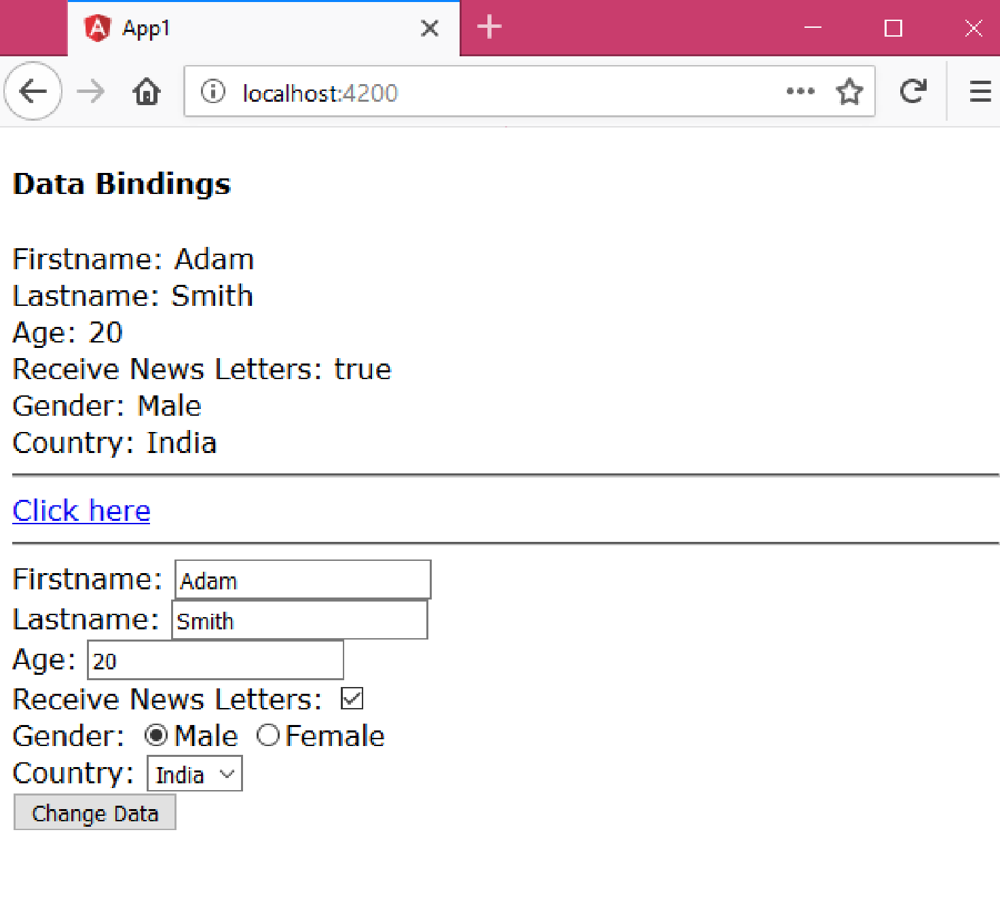 App1
localhost:4200
Data Bindings
Firstname: Adam
Lastname: Smith
Age: 20
Receive News Letters: true
Gender: Male
Country: India
Click here
Firstname: Adam
Lastname: Smith
Age: 20
Receive News Letters:
Gender: Male Female
Country: India
Change Data